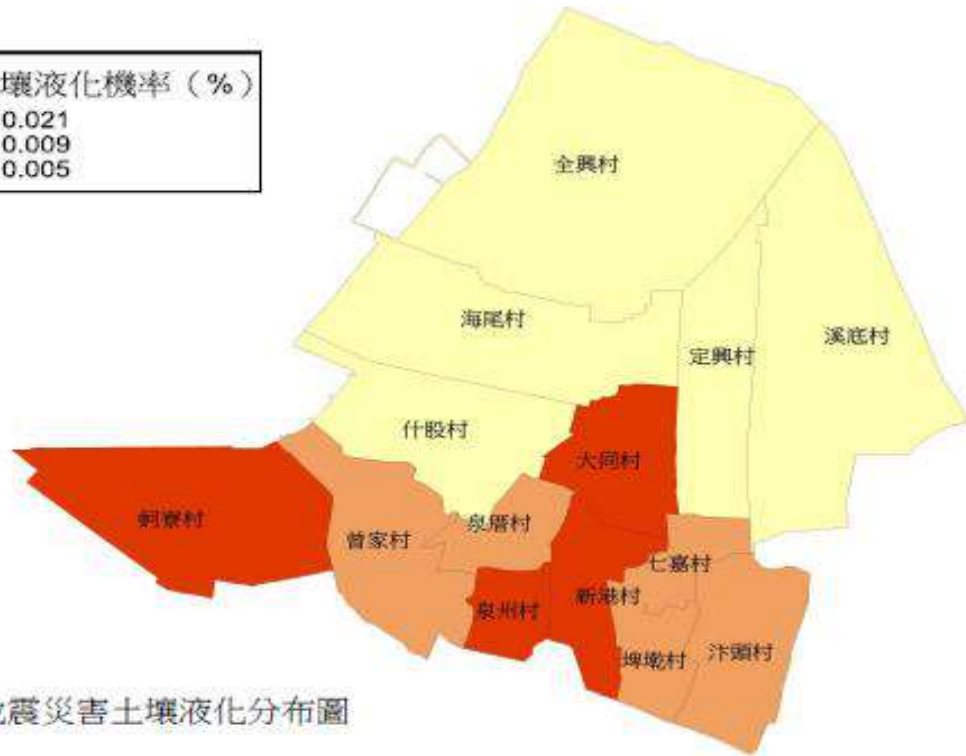 壤液化機率（%）
0.021
0.009
0.005
全興村
海尾村
定興村
溪底村
什股村
大同村
蚵寮村
曾家村
泉厝村
七嘉村
泉州村
新港村
埤墘村
汴頭村
震災害土壤液化分布圖